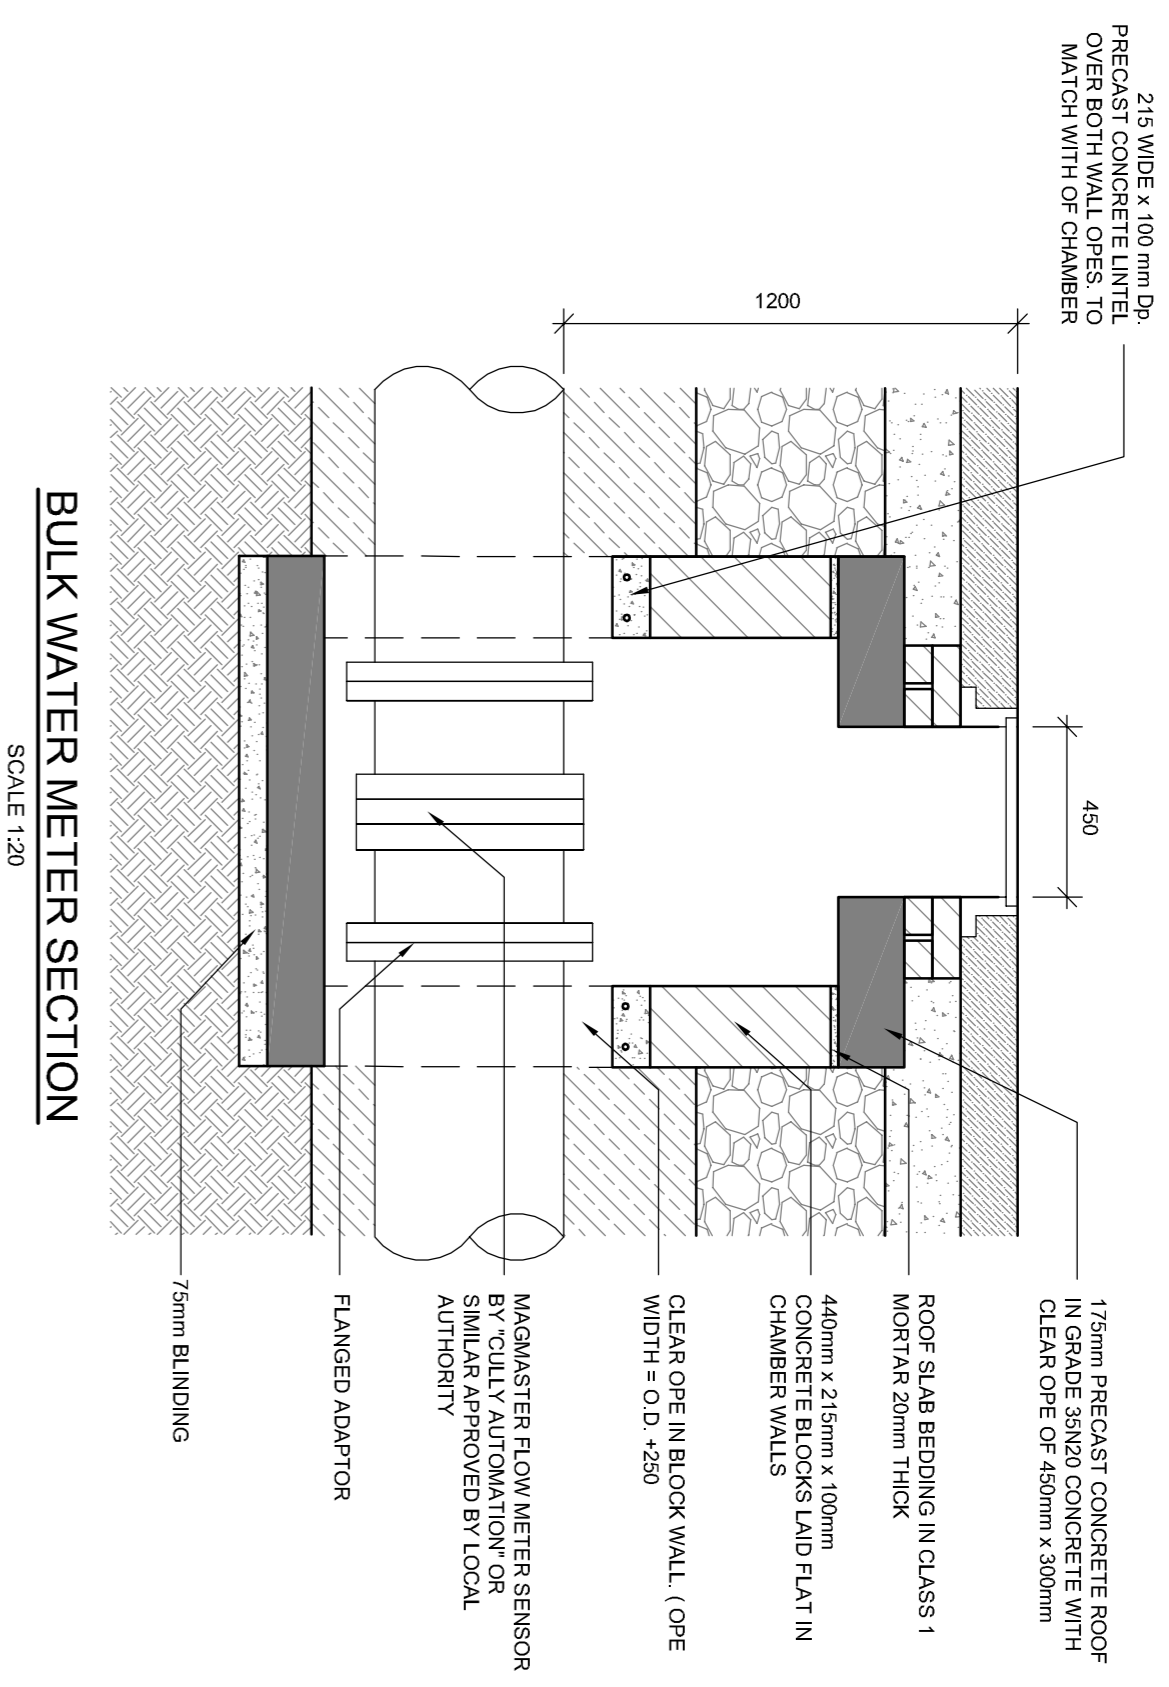 215 WIDE x 100 mm Dp.
PRECAST CONCRETE LINTEL
OVER BOTH WALL OPES. TO
MATCH WITH OF CHAMBER
1200
450
175mm PRECAST CONCRETE ROOF
IN GRADE 35N20 CONCRETE WITH
CLEAR OPE OF 450mm x 300mm
ROOF SLAB BEDDING IN CLASS 1
MORTAR 20mm THICK
440mm x 215mm x 100mm
CONCRETE BLOCKS LAID FLAT IN
CHAMBER WALLS
CLEAR OPE IN BLOCK WALL. ( OPE
WIDTH = O.D. +250
MAGMASTER FLOW METER SENSOR
BY "CULLY AUTOMATION" OR
SIMILAR APPROVED BY LOCAL
AUTHORITY
FLANGED ADAPTOR
75mm BLINDING
BULK WATER METER SECTION
SCALE 1:20